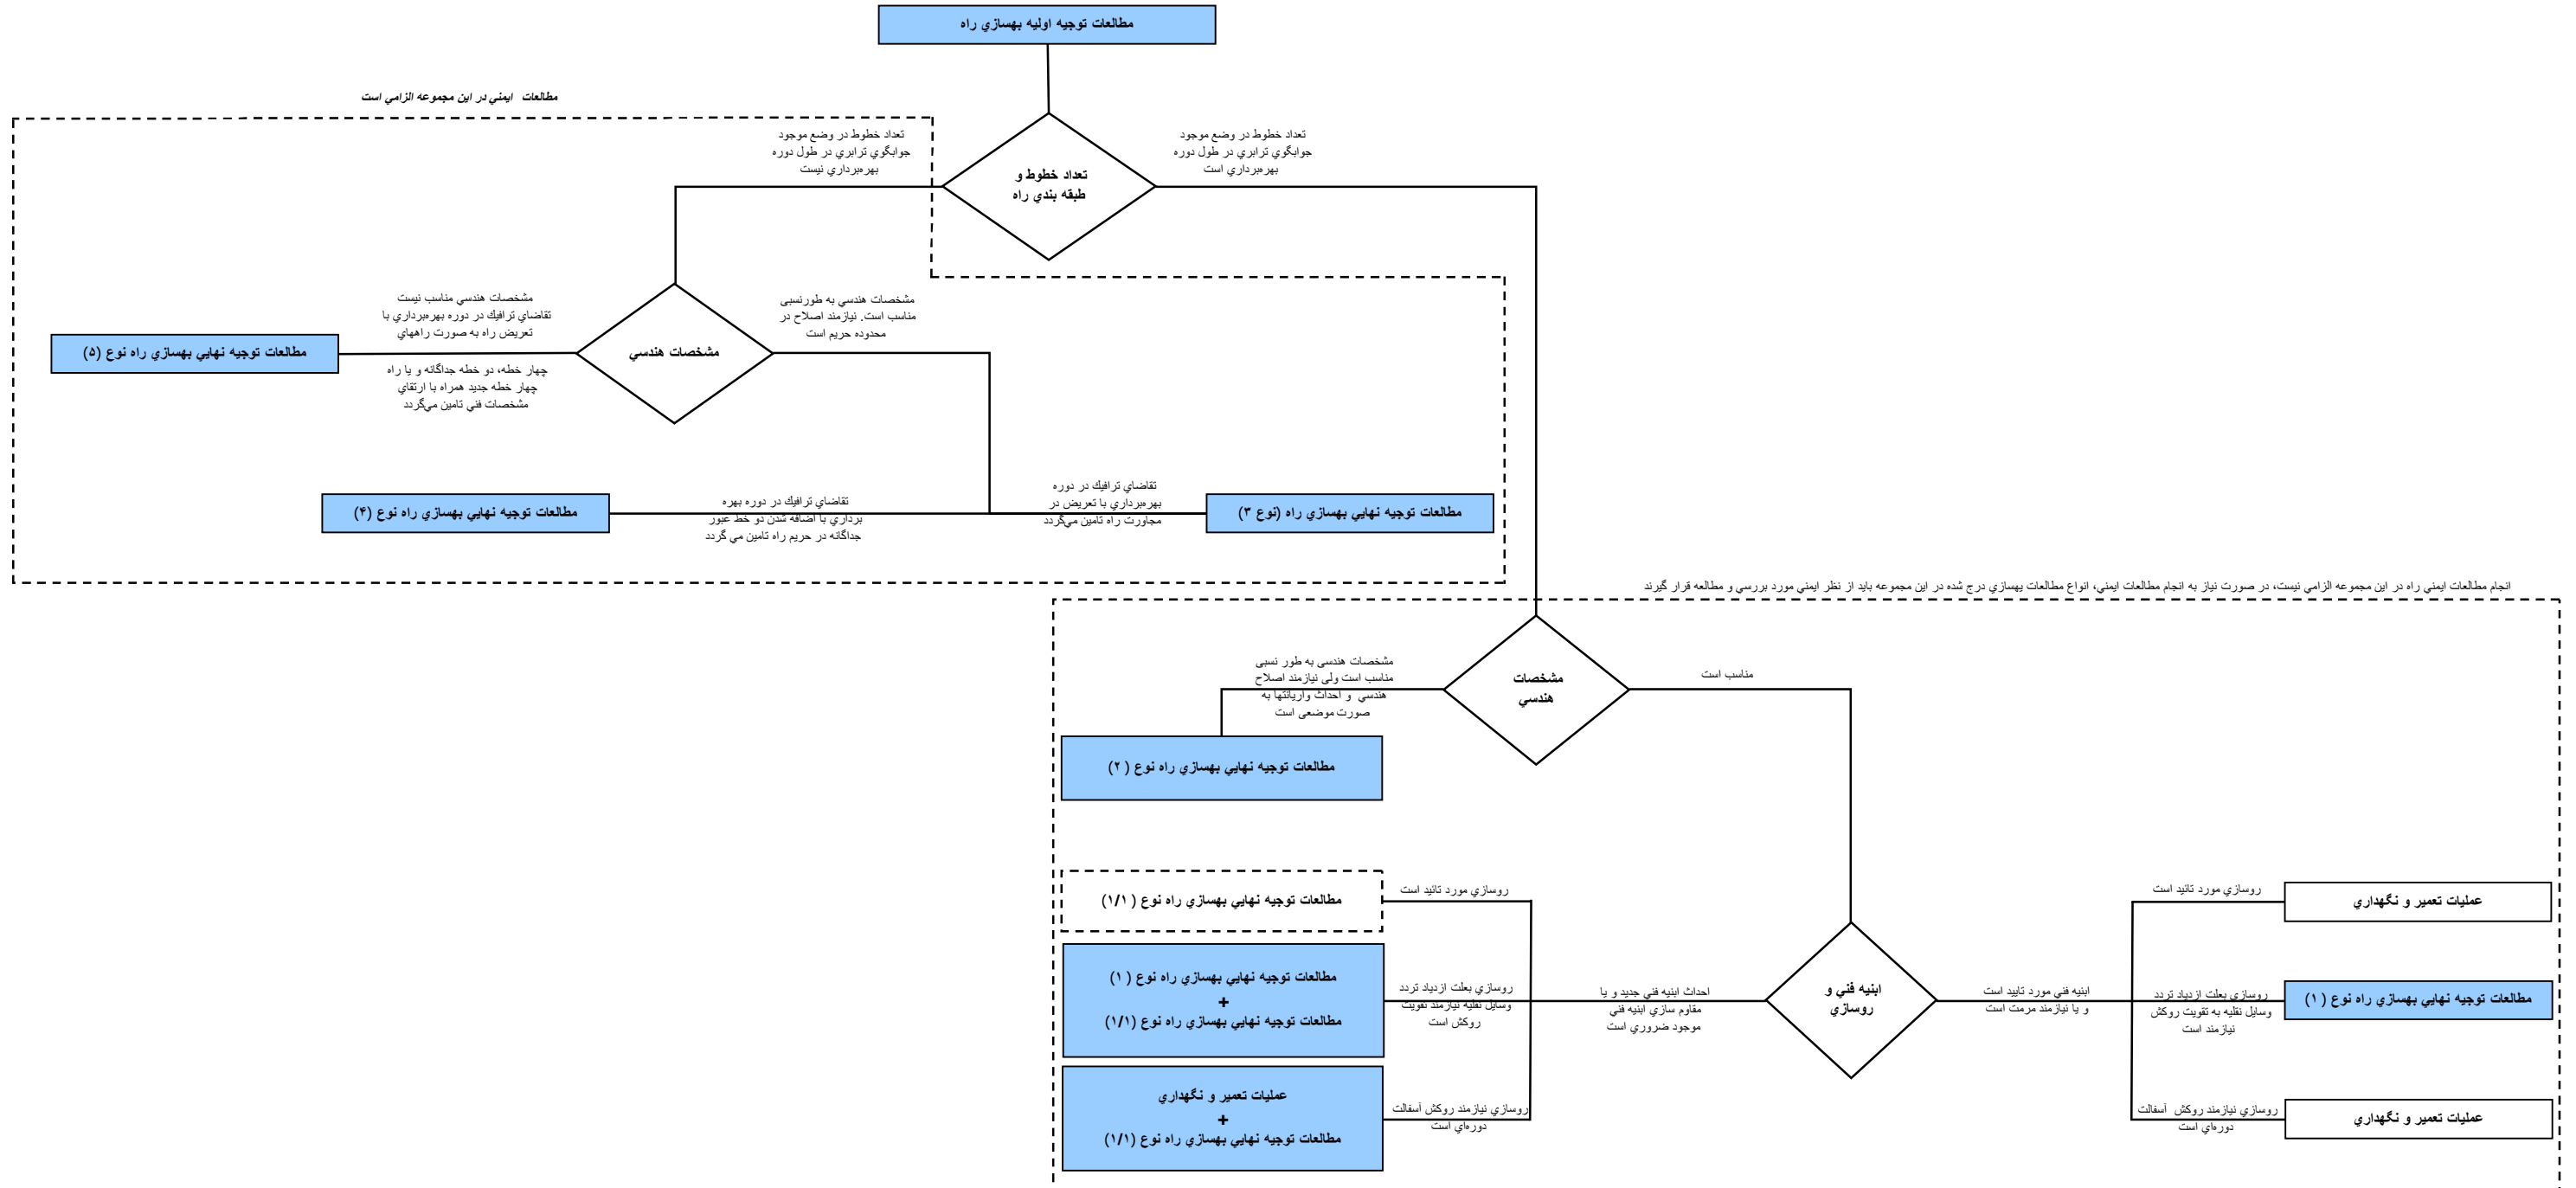 مطالعات توجيه اوليه بهسازي راه
مطالعات ايمني در اين مجموعه الزامي است
تعداد خطوط در وضع موجود
جوابگوي ترابري در طول دوره
بهره‌برداري است
تعداد خطوط در وضع موجود
جوابگوي ترابري در طول دوره
بهره‌برداري نيست
تعداد خطوط و
طبقه بندي راه
مشخصات هندسي به طورنسبی
مناسب است. نيازمند اصلاح در
محدوده حريم است
مشخصات هندسي مناسب نيست
تقاضاي ترافيك در دوره بهره‌برداري با
تعريض راه به صورت راههاي
چهار خطه، دو خطه جداگانه و يا راه
چهار خطه جديد همراه با ارتقاي
مشخصات فني تامين مي‌گردد
مشخصات هندسي
مطالعات توجيه نهايي بهسازي راه نوع (۵)
تقاضاي ترافيك در دوره
بهره‌برداري با تعريض در
مجاورت راه تامين مي‌گردد
مطالعات توجيه نهايي بهسازي راه (نوع ۳)
تقاضاي ترافيك در دوره بهره
برداري با اضافه شدن دو خط عبور
جداگانه در حريم راه تامين مي گردد
مطالعات توجيه نهايي بهسازي راه نوع (۴)
انجام مطالعات ايمني راه در اين مجموعه الزامي نيست، در صورت نياز به انجام مطالعات ايمني، انواع مطالعات بهسازي درج شده در اين مجموعه بايد از نظر ايمني مورد بررسي و مطالعه قرار گيرند
مناسب است
مشخصات
هندسي
مشخصات هندسی به طور نسبی
مناسب است ولی نيازمند اصلاح
هندسي و احداث واريانتها به
صورت موضعی است
مطالعات توجيه نهايي بهسازي راه نوع ( ۲)
ابنيه فني و
روسازي
ابنيه فني مورد تاييد است
و يا نيازمند مرمت است
روسازي مورد تائيد است
عمليات تعمير و نگهداري
روسازي بعلت ازدياد تردد
وسايل نقليه به تقويت روكش
نيازمند است
مطالعات توجيه نهايي بهسازي راه نوع ( ۱)
روسازي نيازمند روكش آسفالت
دوره‌اي است
عمليات تعمير و نگهداري
احداث ابنيه فني جديد و يا
مقاوم سازي ابنيه فني
موجود ضروري است
روسازي مورد تائيد است
مطالعات توجيه نهايي بهسازي راه نوع ( ۱/۱)
روسازي بعلت ازدياد تردد
وسايل نقليه نيازمند تقويت
روكش است
مطالعات توجيه نهايي بهسازي راه نوع ( ۱)
+
مطالعات توجيه نهايي بهسازي راه نوع (۱/۱)
روسازي نيازمند روكش آسفالت
دوره‌اي است
عمليات تعمير و نگهداري
+
مطالعات توجيه نهايي بهسازي راه نوع (۱/۱)